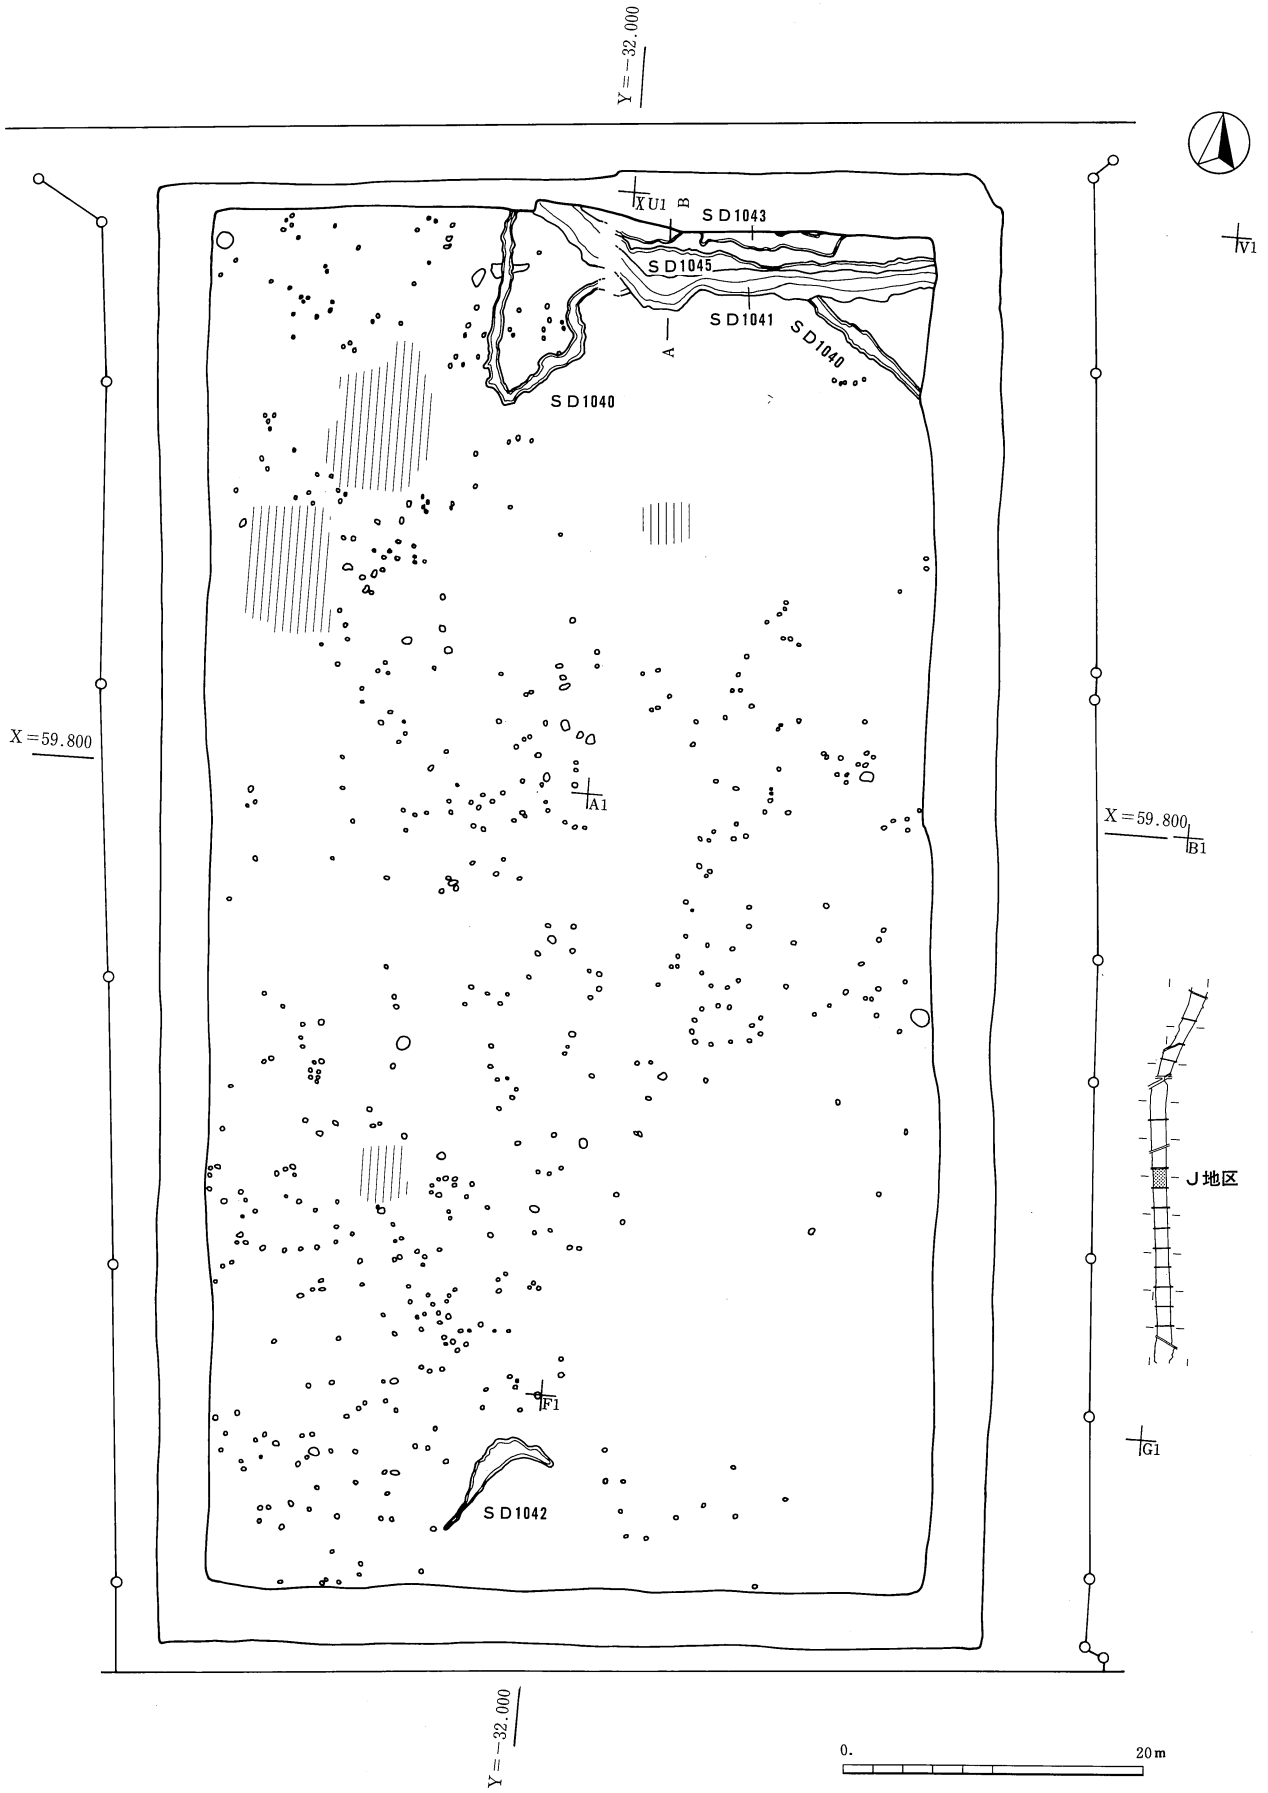 Y=-32.000
XU1
B
SD1043
V1
SD1045
SD1041
SD1040
A
SD1040
X=59.800
A1
X=59.800
B1
J地区
F1
G1
SD1042
Y=-32.000
0.
20m